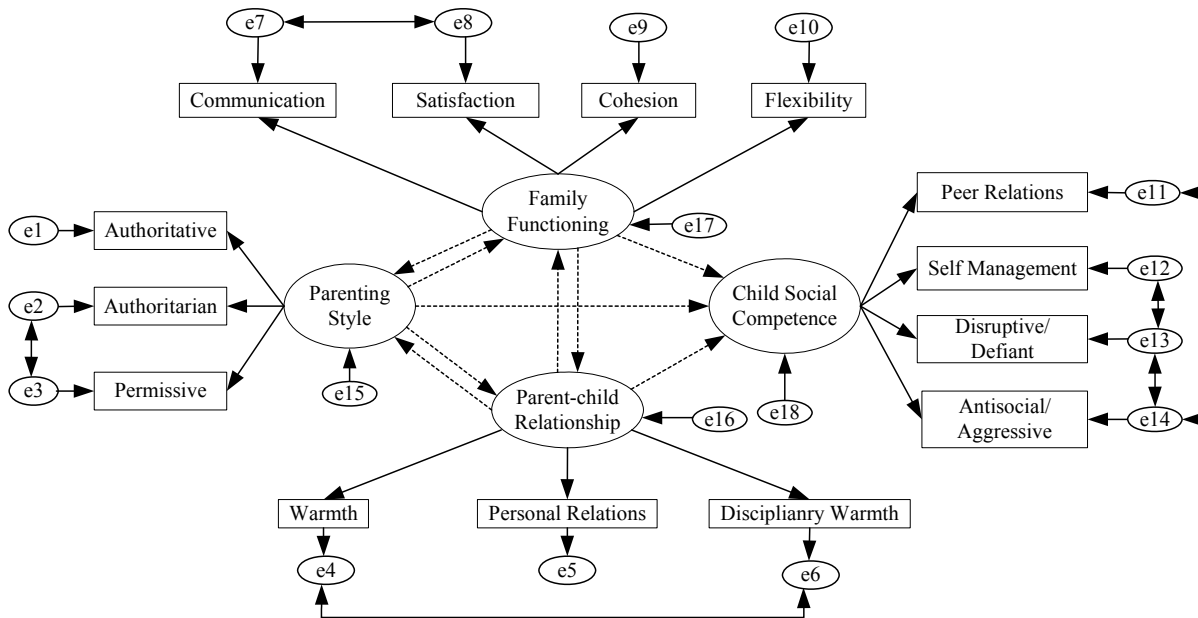 e7
e8
e9
e10
Communication
Satisfaction
Cohesion
Flexibility
Family
Functioning
e17
Peer Relations
e11
e1
Authoritative
Self Management
e12
e2
Authoritarian
Parenting
Style
Child Social
Competence
Disruptive/
Defiant
e13
e3
Permissive
e15
Parent-child
Relationship
e16
e18
Antisocial/
Aggressive
e14
Warmth
Personal Relations
Disciplianry Warmth
e4
e5
e6